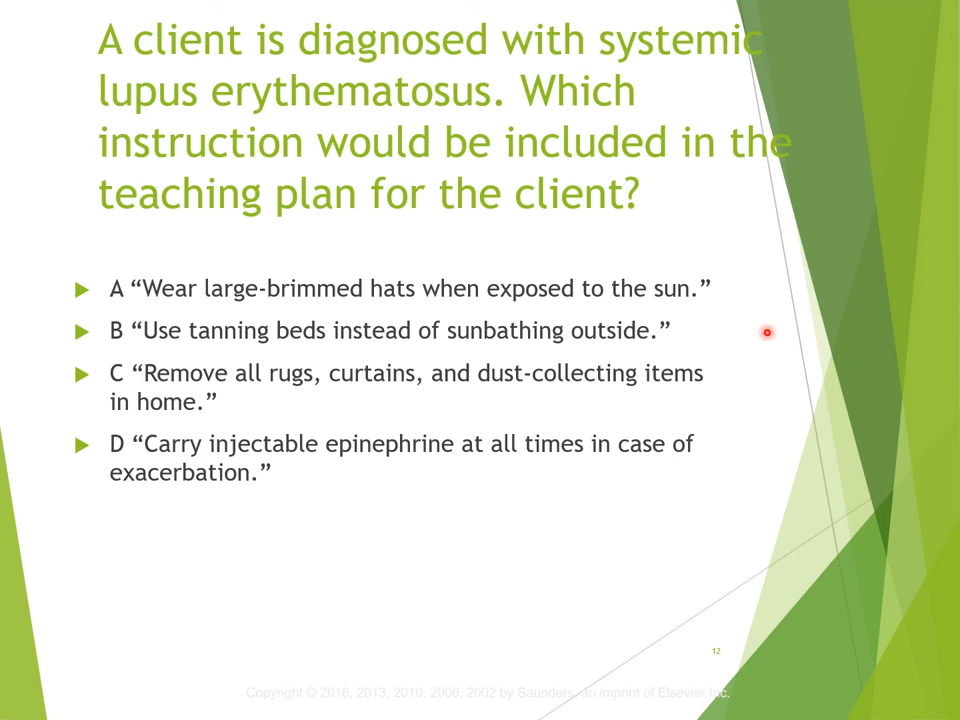 A client is diagnosed with systemic
lupus erythematosus. Which
instruction would be included in the
teaching plan for the client?
A “Wear large-brimmed hats when exposed to the sun.”
B “Use tanning beds instead of sunbathing outside.”
C “Remove all rugs, curtains, and dust-collecting items
in home.”
D “Carry injectable epinephrine at all times in case of
exacerbation.”
12
Copyright © 2016, 2013, 2010, 2006, 2002 by Saunders, an imprint of Elsevier Inc.